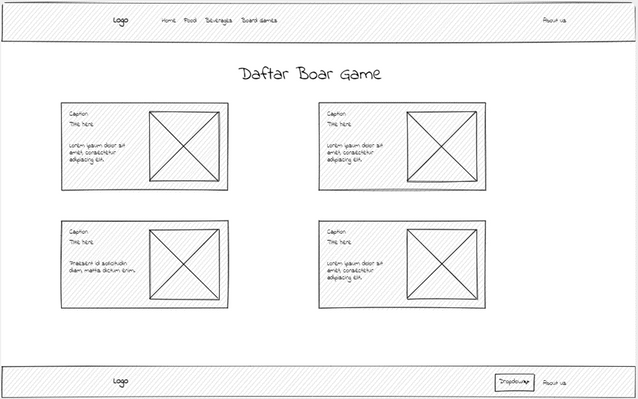 Logo Home Food Beverages Board Games About us
Daftar Boar Game
Caption
Title here
Lorem ipsum dolor sit
amet, consectetur
adipiscing elit.
Caption
Title here
Lorem ipsum dolor sit
amet, consectetur
adipiscing elit.
Caption
Title here
Praesent id solicitidin
diam, matta dictum enim.
Caption
Title here
Lorem ipsum dolor sit
amet, consectetur
adipiscing elit.
Logo Dropdown About us